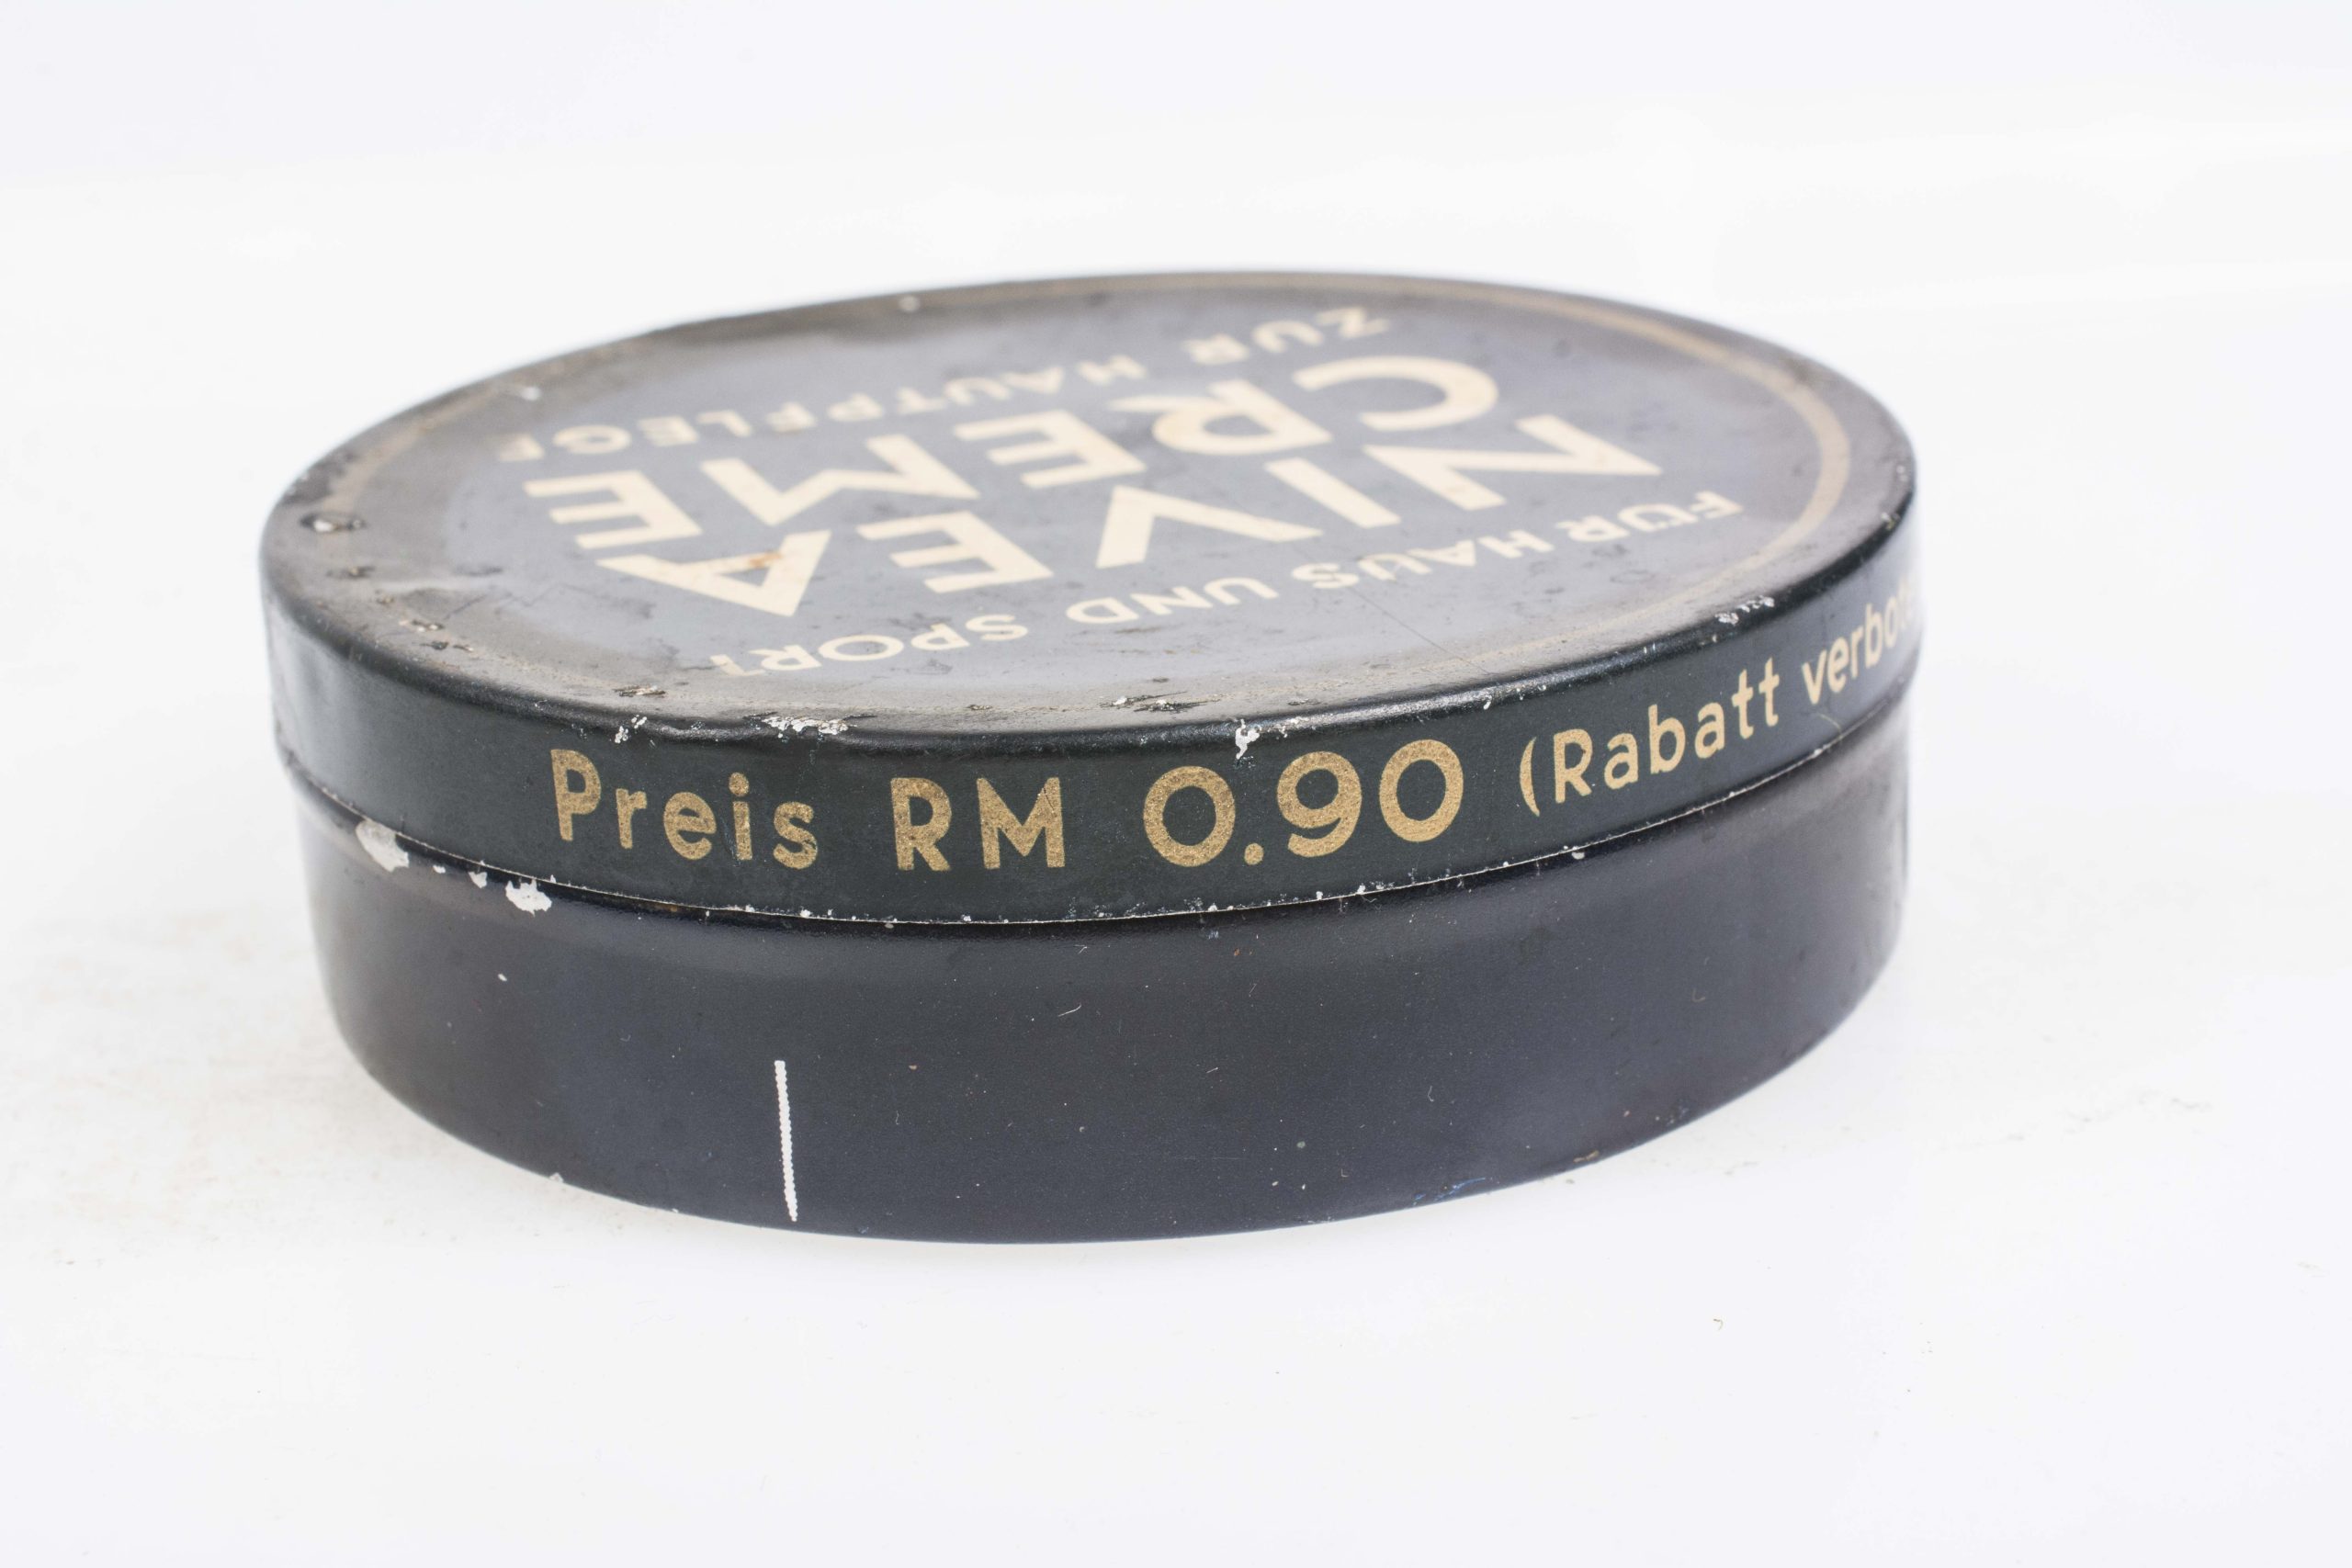 FÜR HAUS UND SPORT
NIVEA
CREME
ZUR HAUTPFLEGE
Preis RM 0.90 (Rabatt